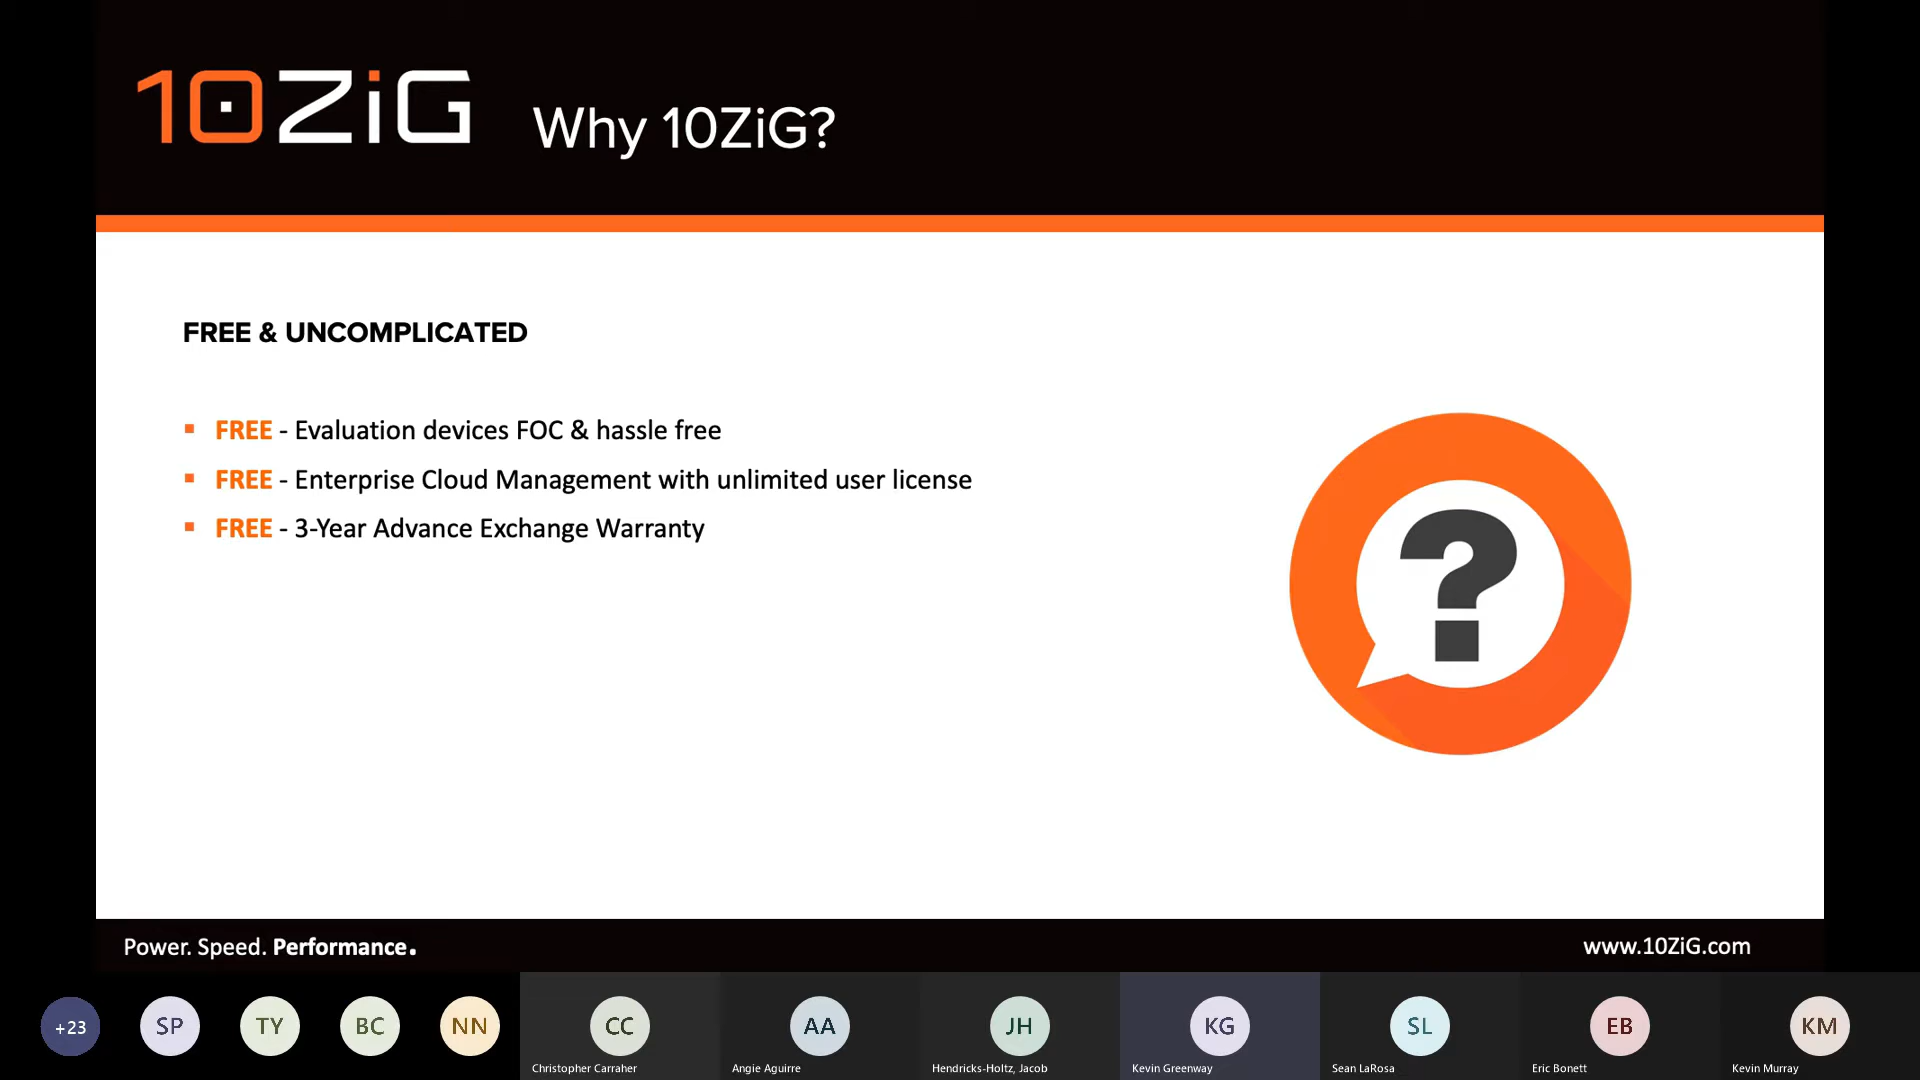 10ZiG
Why 10ZiG?
FREE & UNCOMPLICATED
▪ FREE - Evaluation devices FOC & hassle free
▪ FREE - Enterprise Cloud Management with unlimited user license
▪ FREE - 3-Year Advance Exchange Warranty
?
Power. Speed. Performance.
www.10ZiG.com
+23
SP
TY
BC
NN
CC
AA
JH
KG
SL
EB
KM
Christopher Carraher
Angie Aguirre
Hendricks-Holtz, Jacob
Kevin Greenway
Sean LaRosa
Eric Bonett
Kevin Murray